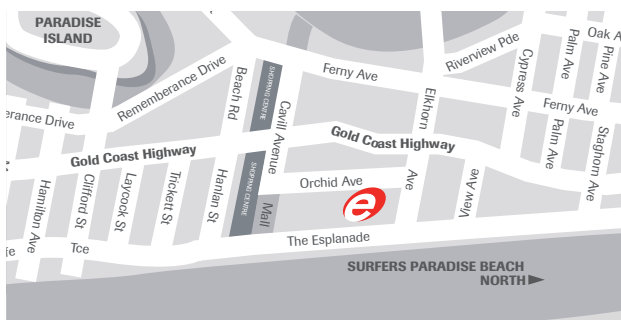 PARADISE
ISLAND
Rememberance Drive
erance Drive
Beach Rd
SHOPPING CENTRE
Cavill Avenue
Ferny Ave
Riverview Pde
Cypress Ave
Palm Ave
Oak A
Pine Ave
Ferny Ave
Palm Ave
Staghorn Ave
Elkhorn
Ave
Gold Coast Highway
Gold Coast Highway
Hamilton Ave
Clifford St
Laycock St
Trickett St
Hanlan St
SHOPPING CENTRE
Mall
Orchid Ave
e
View Ave
fe
Tce
The Esplanade
SURFERS PARADISE BEACH
NORTH